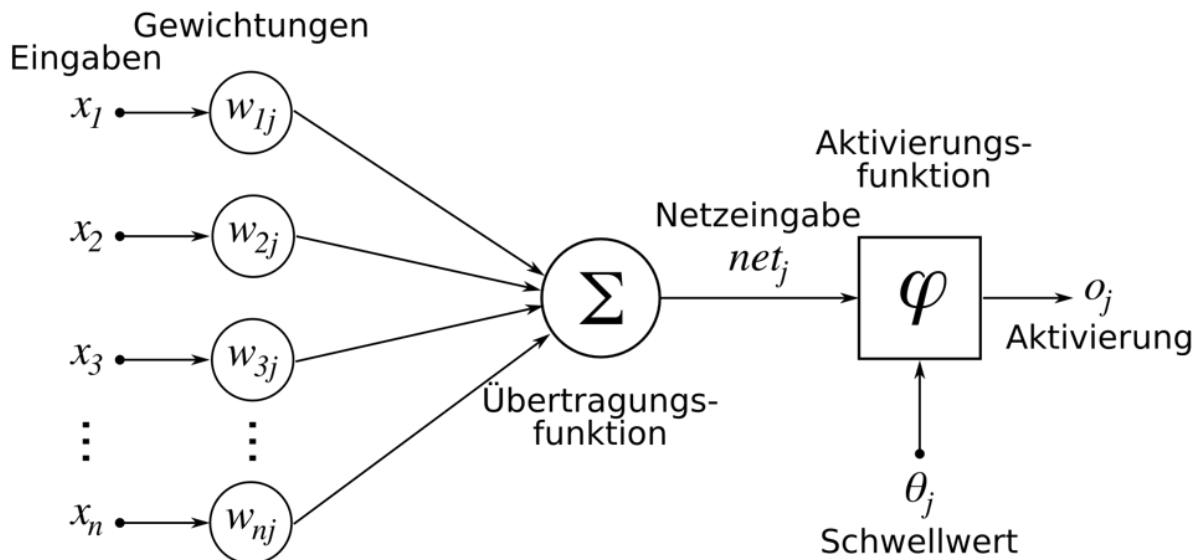 Gewichtungen
Eingaben
x1
w1j
x2
w2j
x3
w3j
⋮ ⋮
xn
wnj
Σ
Übertragungs-
funktion
Netzeingabe
netj
Aktivierungs-
funktion
φ
oj
Aktivierung
θj
Schwellwert